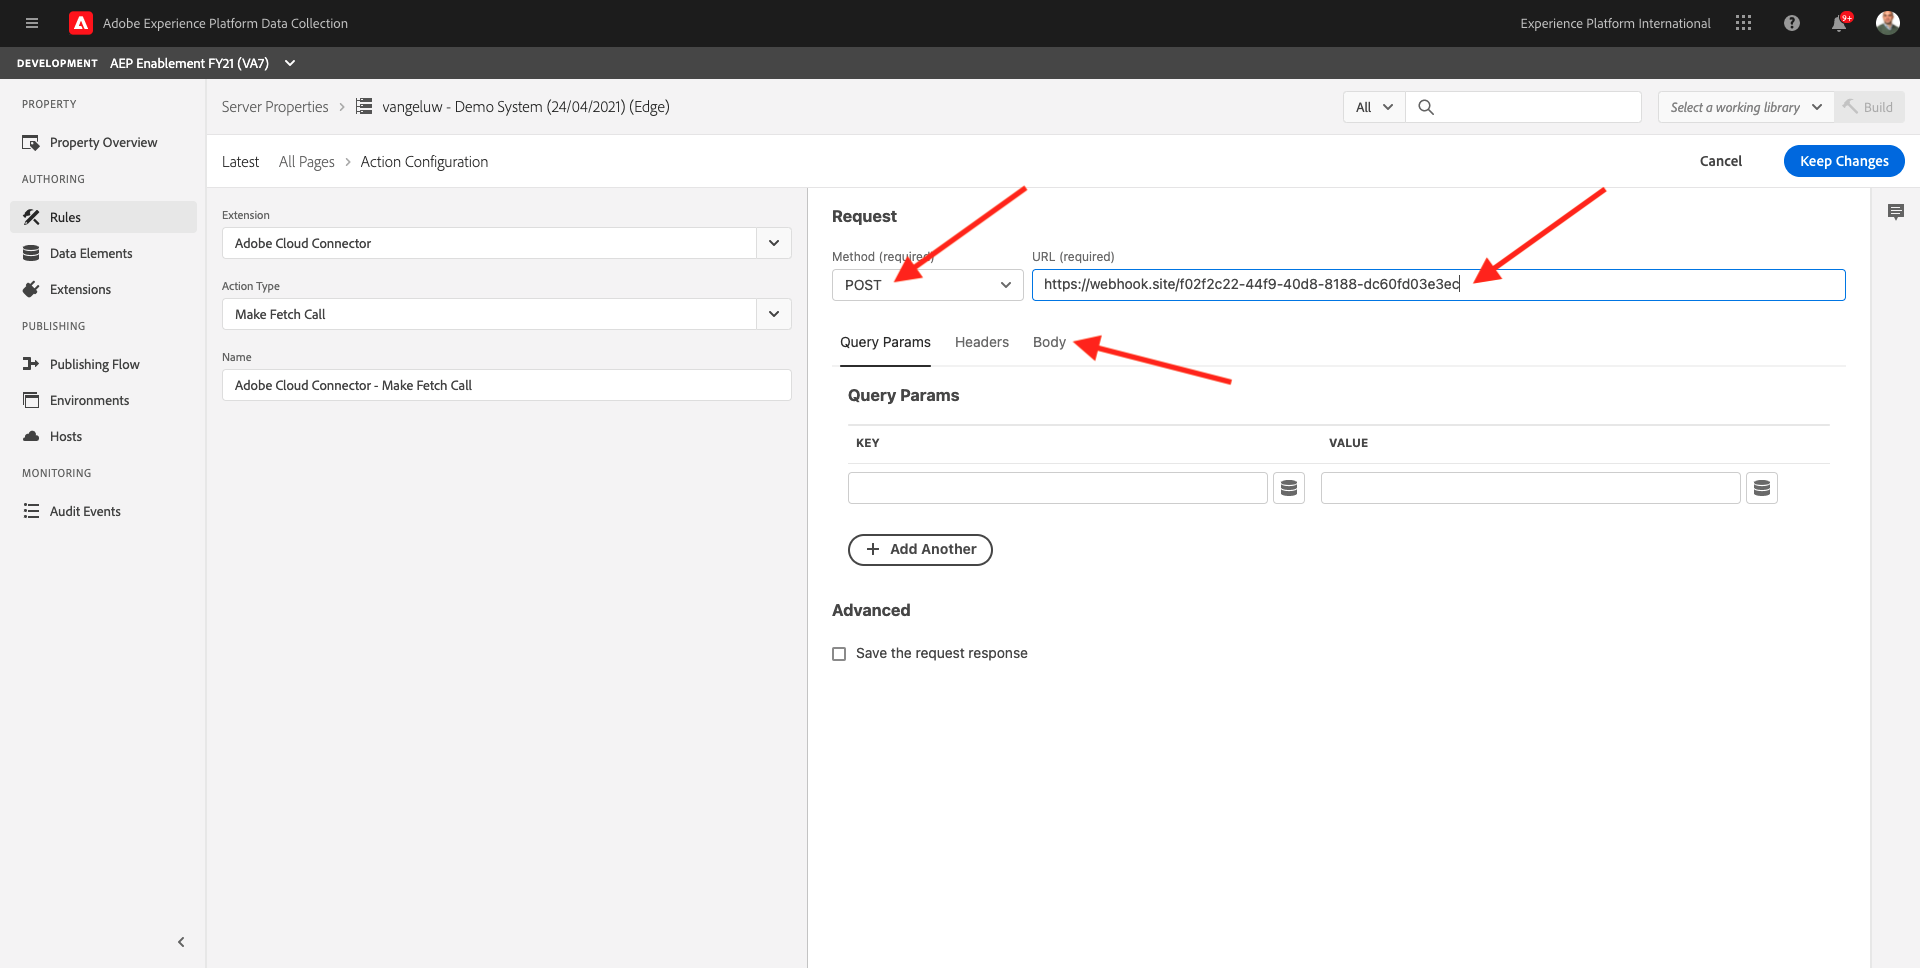 Adobe Experience Platform Data Collection
Experience Platform International
9+
DEVELOPMENT AEP Enablement FY21 (VA7)
PROPERTY
Property Overview
AUTHORING
Rules
Data Elements
Extensions
PUBLISHING
Publishing Flow
Environments
Hosts
MONITORING
Audit Events
Server Properties > vangeluw - Demo System (24/04/2021) (Edge)
All
Select a working library
Build
Latest All Pages > Action Configuration
Cancel
Keep Changes
Extension
Adobe Cloud Connector
Action Type
Make Fetch Call
Name
Adobe Cloud Connector - Make Fetch Call
Request
Method (required)
POST
URL (required)
https://webhook.site/f02f2c22-44f9-40d8-8188-dc60fd03e3ec
Query Params Headers Body
Query Params
KEY VALUE
+ Add Another
Advanced
Save the request response